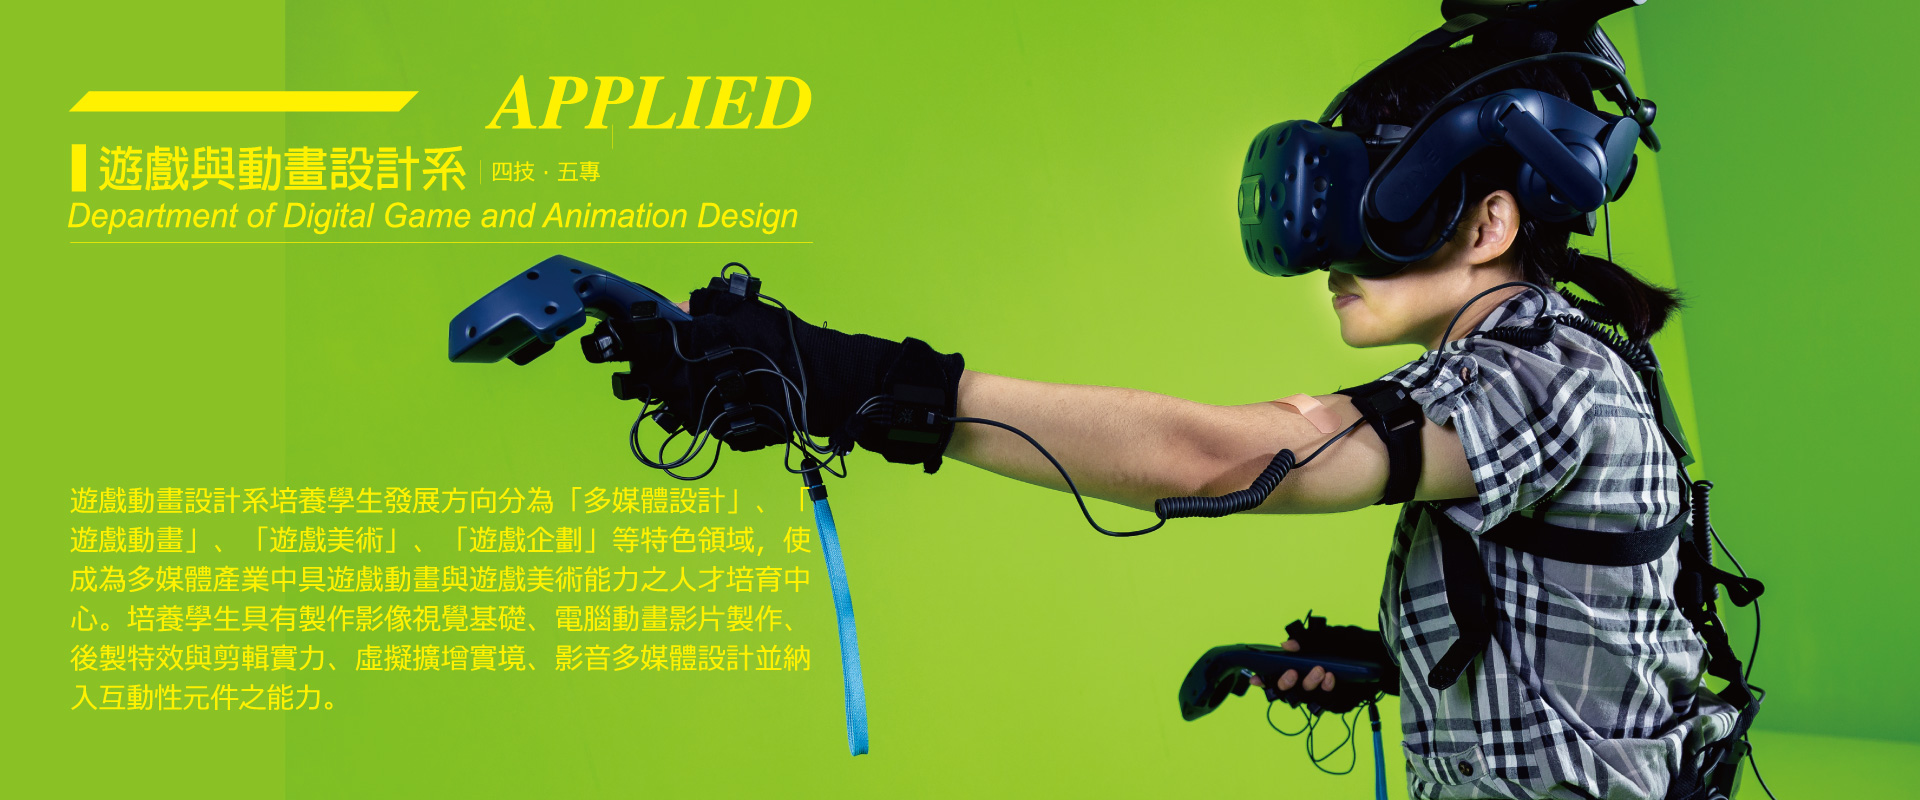 APPLIED
遊戲與動畫設計系 四技 · 五專
Department of Digital Game and Animation Design
遊戲動畫設計系培養學生發展方向分為「多媒體設計」、「
遊戲動畫」、「遊戲美術」、「遊戲企劃」等特色領域，使
成為多媒體產業中具遊戲動畫與遊戲美術能力之人才培育中
心。培養學生具有製作影像視覺基礎、電腦動畫影片製作、
後製特效與剪輯實力、虛擬擴增實境、影音多媒體設計並納
入互動性元件之能力。